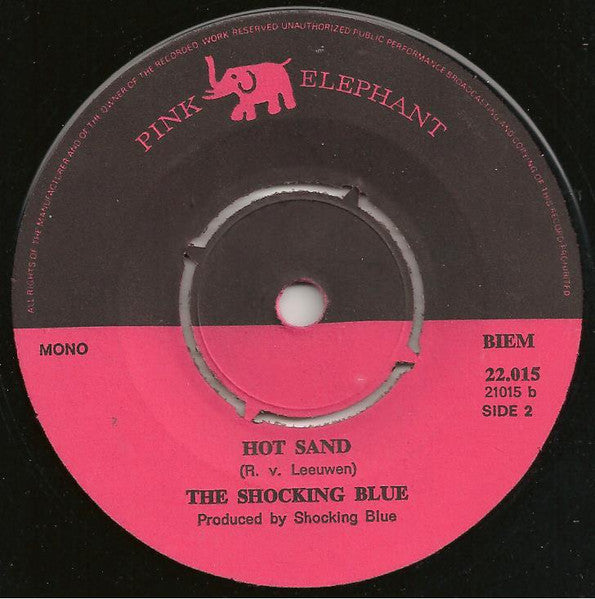 ALL RIGHTS OF THE MANUFACTURER AND OF THE OWNER OF THE RECORDED WORK RESERVED UNAUTHORIZED PUBLIC PERFORMANCE BROADCASTING AND COPYING OF THIS RECORD PROHIBITED
PINK ELEPHANT
MONO
BIEM
22.015
21015 b
SIDE 2
HOT SAND
(R. v. Leeuwen)
THE SHOCKING BLUE
Produced by Shocking Blue